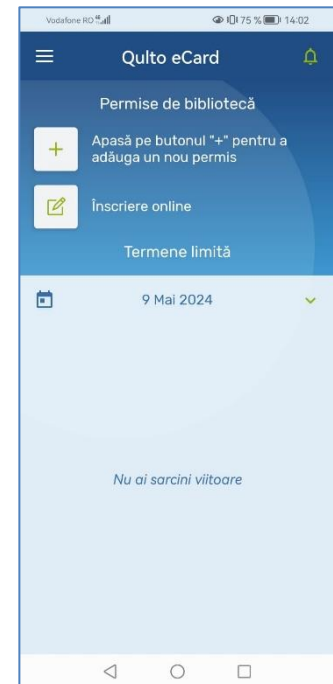 Vodafone RO 75 % 14:02
Qulto eCard
Permise de bibliotecă
Apasă pe butonul "+" pentru a
adăuga un nou permis
Înscriere online
Termene limită
9 Mai 2024
Nu ai sarcini viitoare